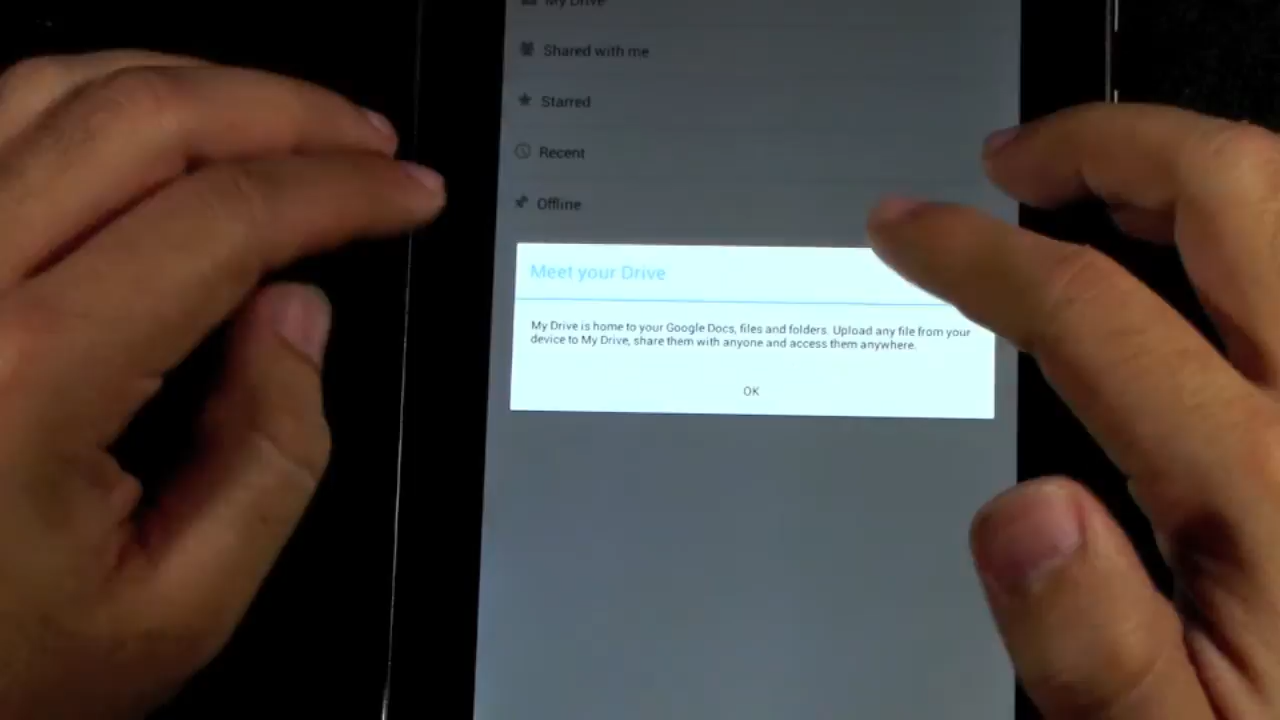 My Drive
Shared with me
Starred
Recent
Offline
Meet your Drive
My Drive is home to your Google Docs, files and folders. Upload any file from your
device to My Drive, share them with anyone and access them anywhere.
OK